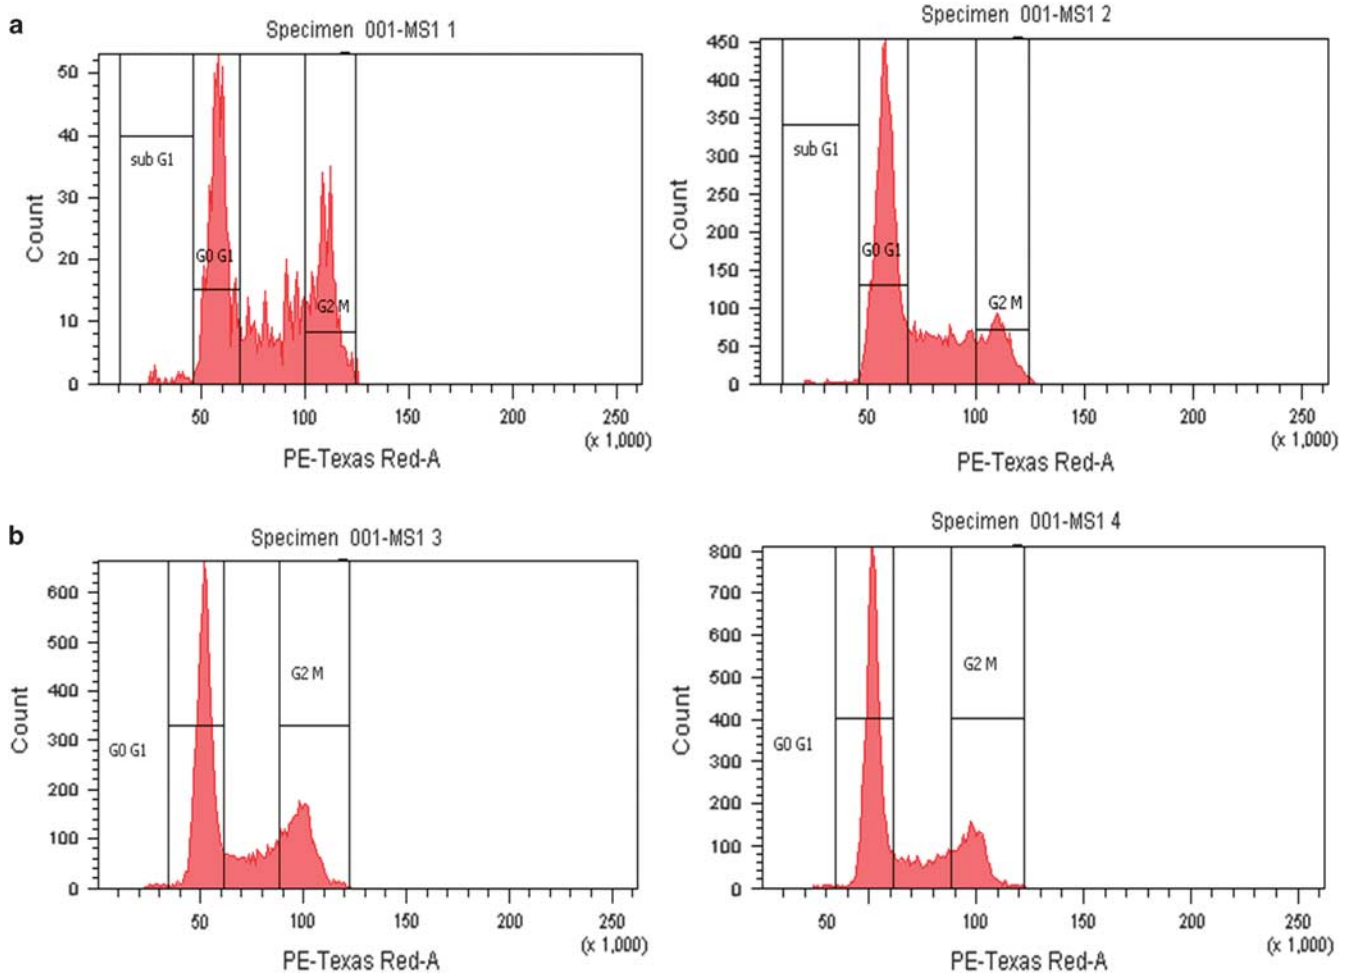 a
Specimen 001-MS1 1
50
40
30
20
10
0
Count
sub G1
G0 G1
G2 M
50 100 150 200 250
(x 1,000)
PE-Texas Red-A
Specimen 001-MS1 2
450
400
350
300
250
200
150
100
50
0
Count
sub G1
G0 G1
G2 M
50 100 150 200 250
(x 1,000)
PE-Texas Red-A
b
Specimen 001-MS1 3
600
500
400
300
200
100
0
Count
G0 G1
G2 M
50 100 150 200 250
(x 1,000)
PE-Texas Red-A
Specimen 001-MS1 4
800
700
600
500
400
300
200
100
0
Count
G0 G1
G2 M
50 100 150 200 250
(x 1,000)
PE-Texas Red-A